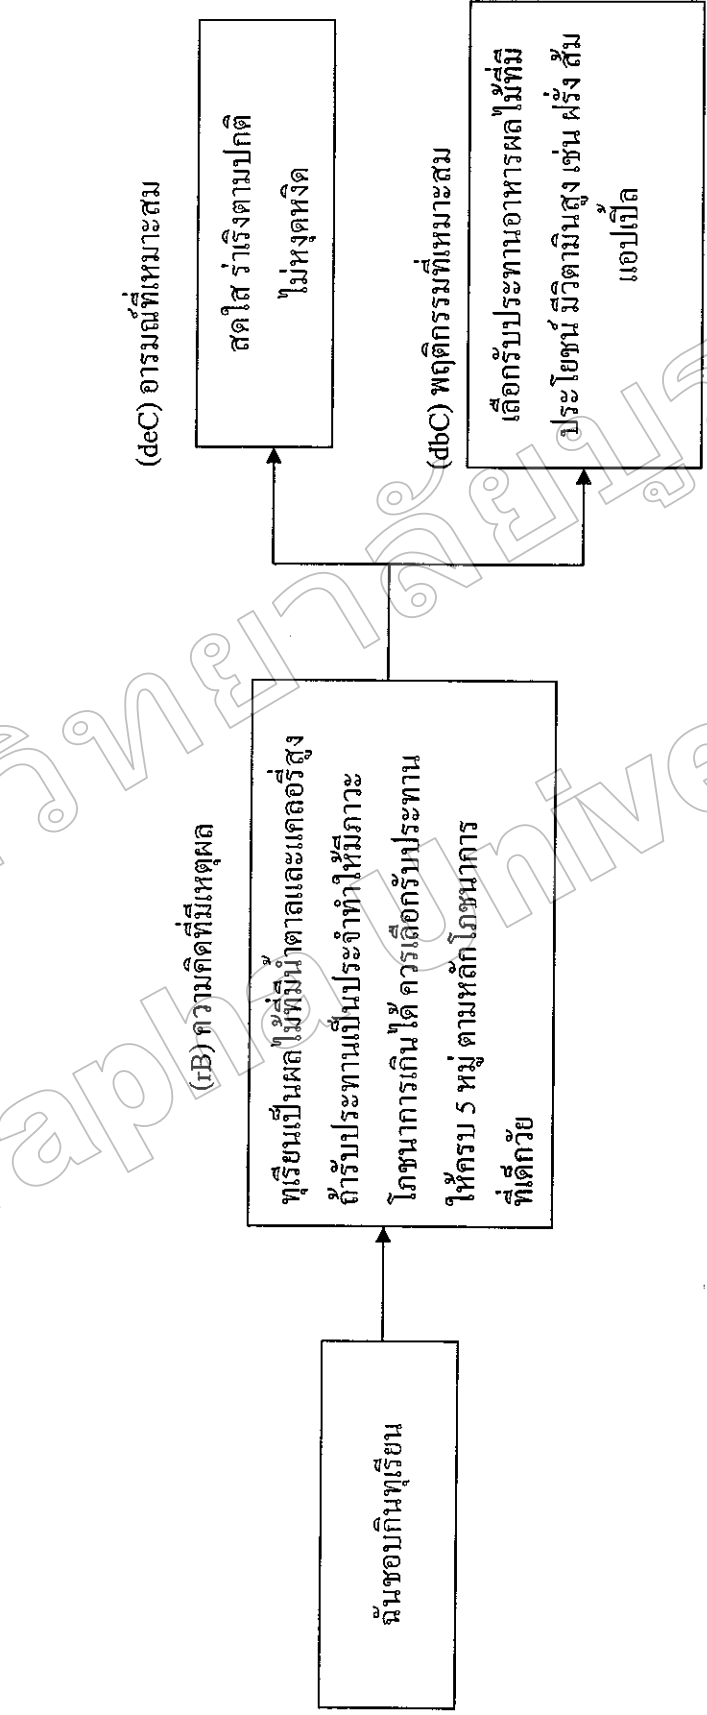 ฉันชอบกินทุเรียน
(rB) ความคิดที่มีเหตุผล
ทุเรียนเป็นผลไม้ที่มีน้ำตาลและแคลอรี่สูง
ถ้ารับประทานเป็นประจำทำให้มีภาวะ
โภชนาการเกินได้ ควรเลือกรับประทาน
ให้ครบ 5 หมู่ ตามหลักโภชนาการ
ที่เด็กวัย
(deC) อารมณ์ที่เหมาะสม
สดใส ร่าเริงตามปกติ
ไม่หงุดหงิด
(dbC) พฤติกรรมที่เหมาะสม
เลือกรับประทานอาหารผลไม้ที่มี
ประโยชน์ มีวิตามินสูง เช่น ฝรั่ง ส้ม
แอปเปิ้ล